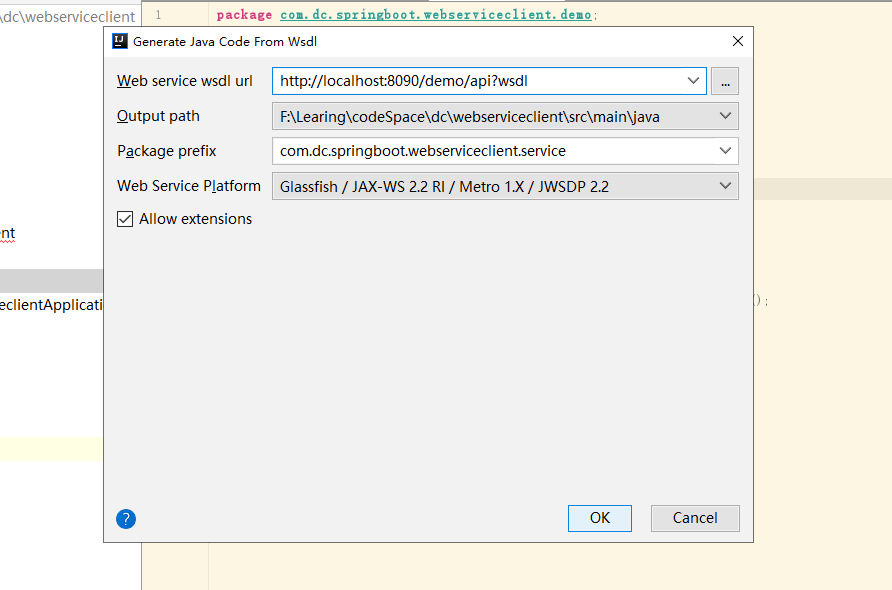 \dc\webserviceclient
1 package com.dc.springboot.webserviceclient.demo;
Generate Java Code From Wsdl
Web service wsdl url http://localhost:8090/demo/api?wsdl ...
Output path F:\Learing\codeSpace\dc\webserviceclient\src\main\java
Package prefix com.dc.springboot.webserviceclient.service
Web Service Platform Glassfish / JAX-WS 2.2 RI / Metro 1.X / JWSDP 2.2
Allow extensions
ent
eclientApplicati
();
? OK Cancel